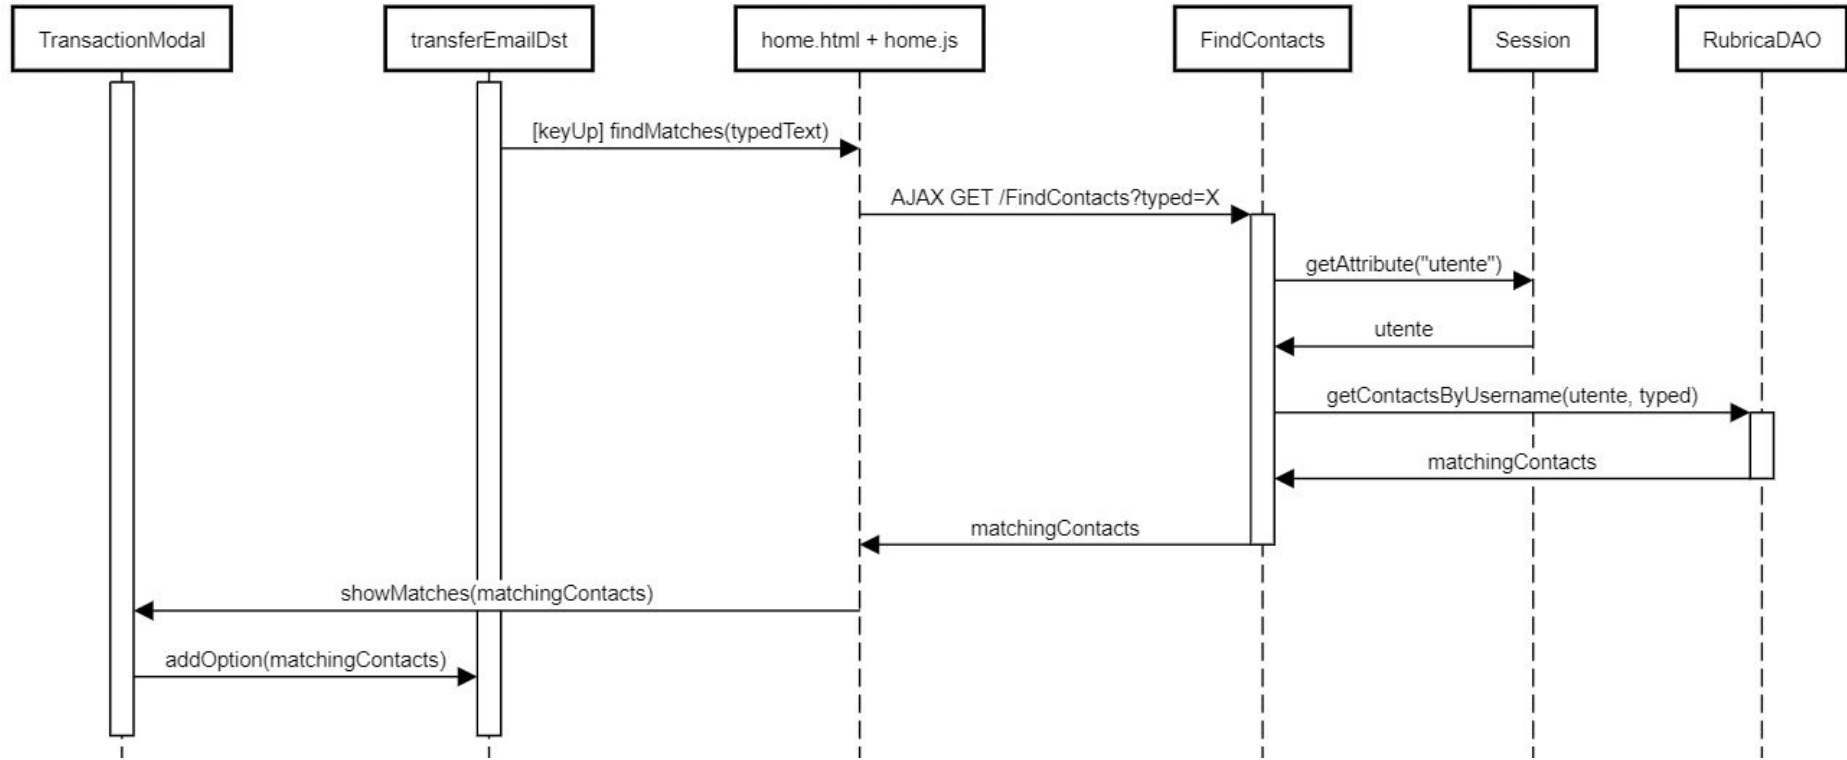 TransactionModal
transferEmailDst
home.html + home.js
FindContacts
Session
RubricaDAO
[keyUp] findMatches(typedText)
AJAX GET /FindContacts?typed=X
getAttribute("utente")
utente
getContactsByUsername(utente, typed)
matchingContacts
matchingContacts
showMatches(matchingContacts)
addOption(matchingContacts)